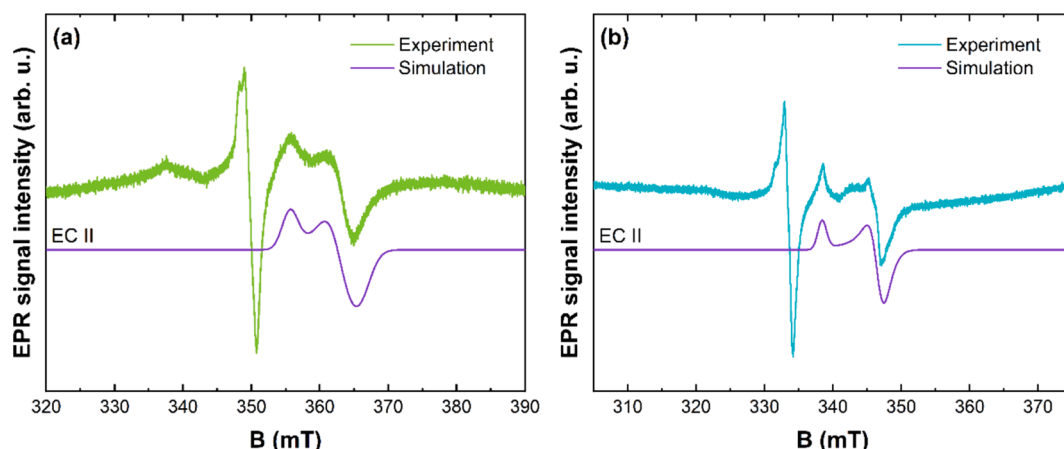 (a)
Experiment
Simulation
EC II
EPR signal intensity (arb. u.)
320 330 340 350 360 370 380 390
B (mT)
(b)
Experiment
Simulation
EC II
EPR signal intensity (arb. u.)
310 320 330 340 350 360 370
B (mT)